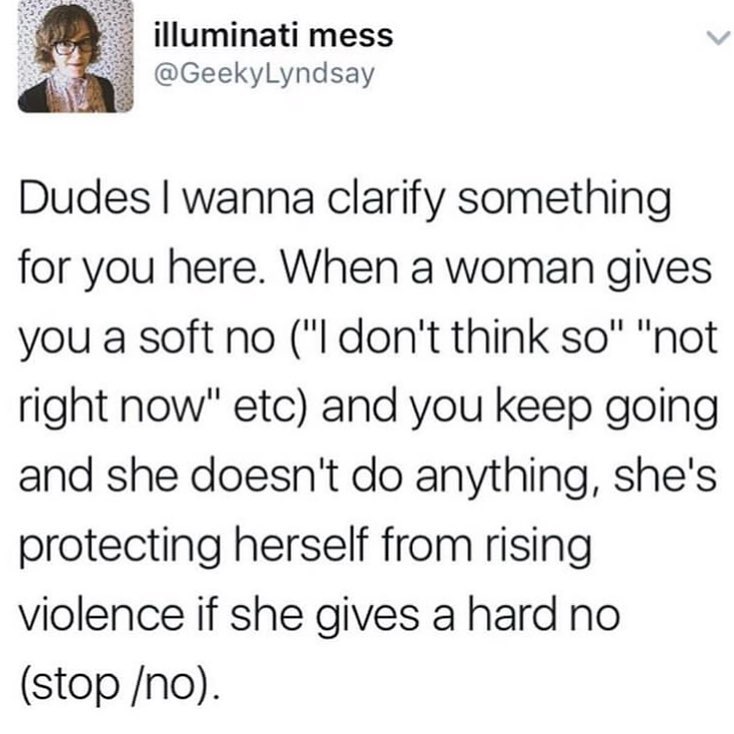 illuminati mess
@GeekyLyndsay
Dudes I wanna clarify something
for you here. When a woman gives
you a soft no ("I don't think so" "not
right now" etc) and you keep going
and she doesn't do anything, she's
protecting herself from rising
violence if she gives a hard no
(stop /no).